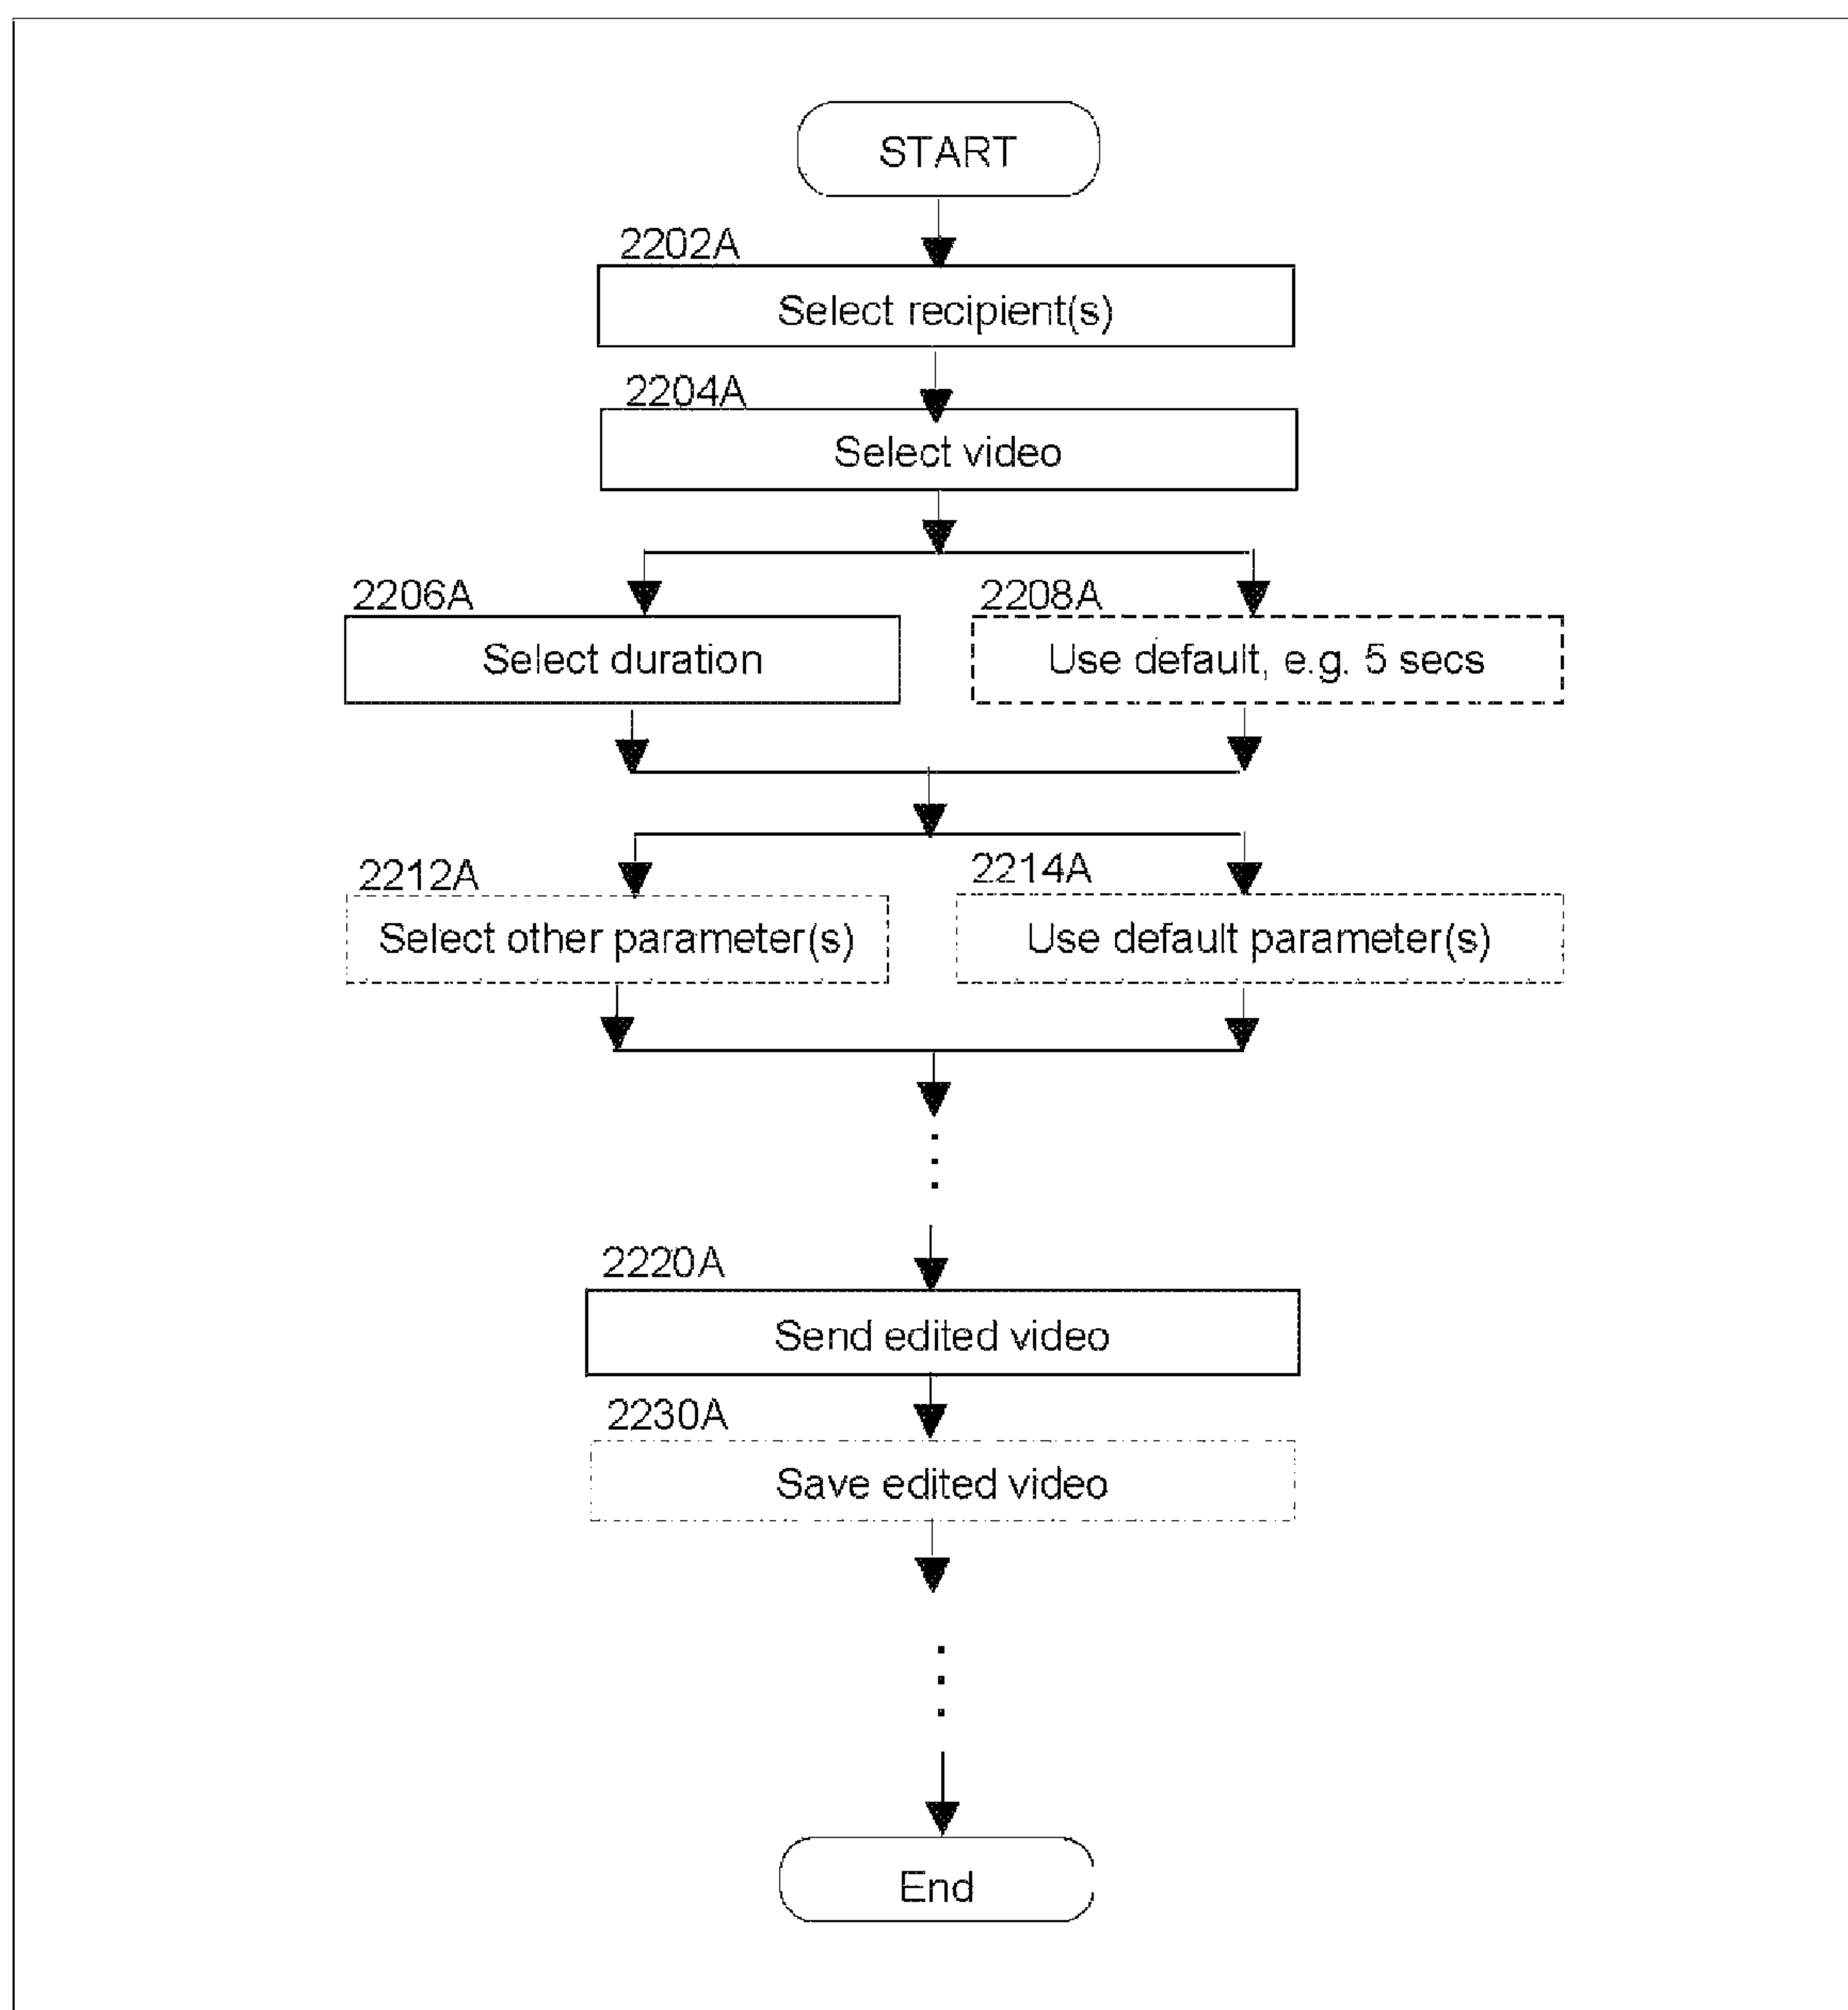 START
2202A
Select recipient(s)
2204A
Select video
2206A
2208A
Select duration
Use default, e.g. 5 secs
2212A
2214A
Select other parameter(s)
Use default parameter(s)
2220A
Send edited video
2230A
Save edited video
End